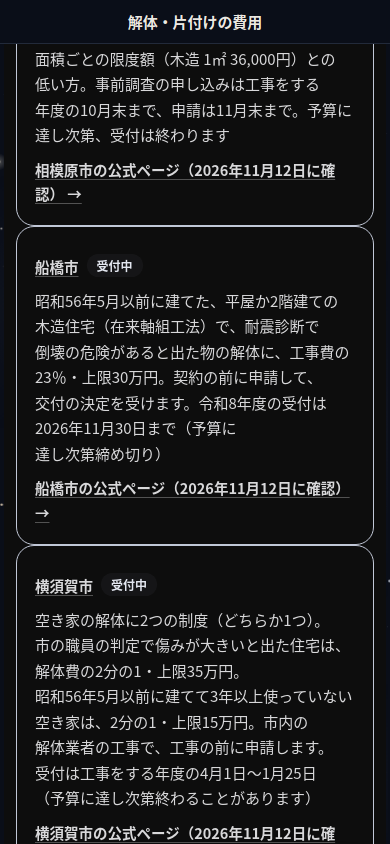 解体・片付けの費用
面積ごとの限度額（木造 1㎡ 36,000円）との
低い方。事前調査の申し込みは工事をする
年度の10月末まで、申請は11月末まで。予算に
達し次第、受付は終わります
相模原市の公式ページ（2026年11月12日に確
認） →
船橋市 受付中
昭和56年5月以前に建てた、平屋か2階建ての
木造住宅（在来軸組工法）で、耐震診断で
倒壊の危険があると出た物の解体に、工事費の
23%・上限30万円。契約の前に申請して、
交付の決定を受けます。令和8年度の受付は
2026年11月30日まで（予算に
達し次第締め切り）
船橋市の公式ページ（2026年11月12日に確認）
→
横須賀市 受付中
空き家の解体に2つの制度（どちらか1つ）。
市の職員の判定で傷みが大きいと出た住宅は、
解体費の2分の1・上限35万円。
昭和56年5月以前に建てて3年以上使っていない
空き家は、2分の1・上限15万円。市内の
解体業者の工事で、工事の前に申請します。
受付は工事をする年度の4月1日〜1月25日
（予算に達し次第終わることがあります）
横須賀市の公式ページ（2026年11月12日に確